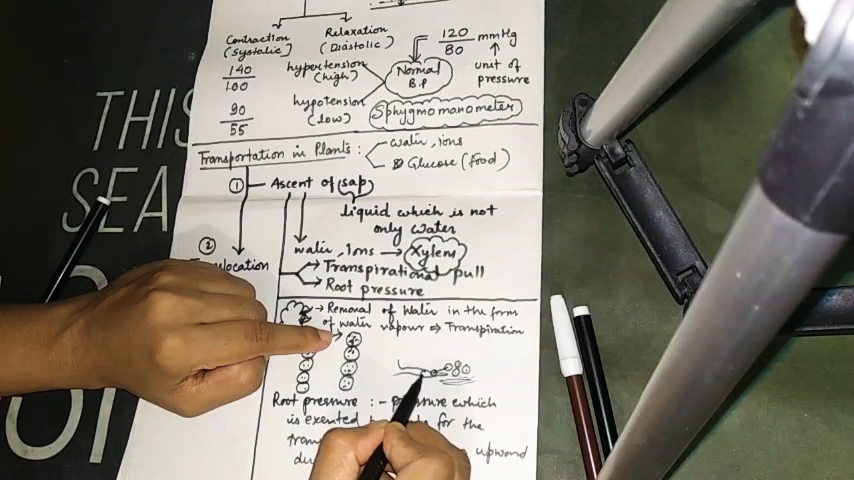 THIS
SEA
Contraction
(Systolic)
Relaxation
(Diastolic)
120
80
mmHg
unit of
pressure
140
100
hypertension
(high)
Normal
B.P
90
55
hypotension
(low)
Sphygmomanometer
Transportation in Plants :
water, ions
Glucose (food)
① Ascent of (sap)
liquid which is not
only water
②
Translocation
water, ions → Xylem
Transpirational pull
Root pressure
→ Removal of Water in the form
of water vapour ⇒ Transpiration
Root pressure : - Pressure which
is exerted for the
upward